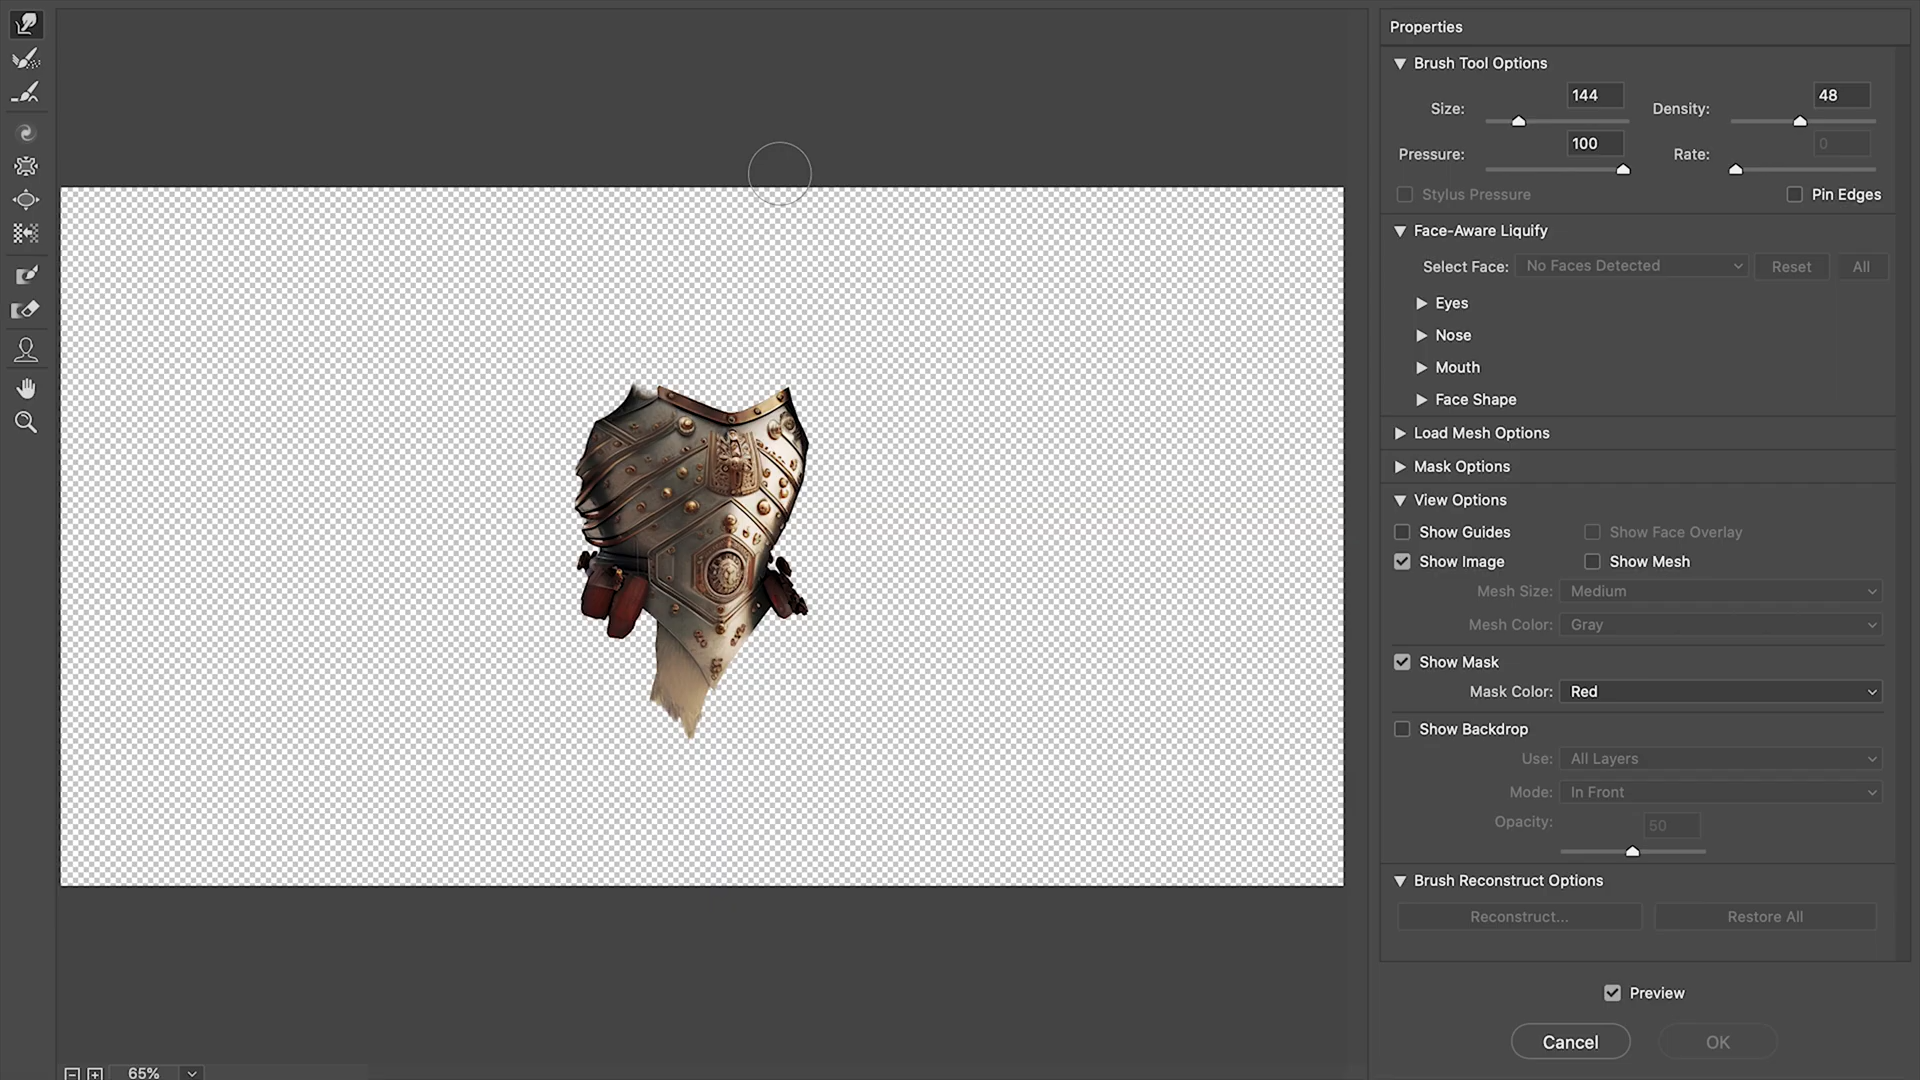 Properties
Brush Tool Options
Size: 144 Density: 48
Pressure: 100 Rate: 0
Stylus Pressure Pin Edges
Face-Aware Liquify
Select Face: No Faces Detected Reset All
Eyes
Nose
Mouth
Face Shape
Load Mesh Options
Mask Options
View Options
Show Guides Show Face Overlay
Show Image Show Mesh
Mesh Size: Medium
Mesh Color: Gray
Show Mask
Mask Color: Red
Show Backdrop
Use: All Layers
Mode: In Front
Opacity: 50
Brush Reconstruct Options
Reconstruct... Restore All
Preview
Cancel OK
65%